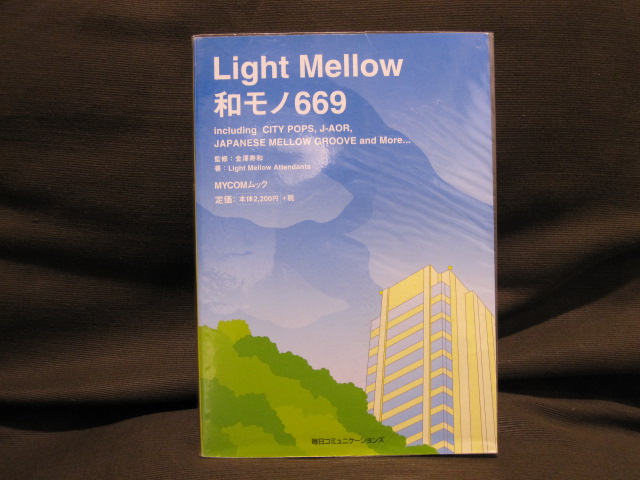 Light Mellow
和モノ669
including CITY POPS, J-AOR,
JAPANESE MELLOW GROOVE and More...
監修：金澤寿和
著：Light Mellow Attendants
MYCOMムック
定価：本体2,200円 +税
毎日コミュニケーションズ